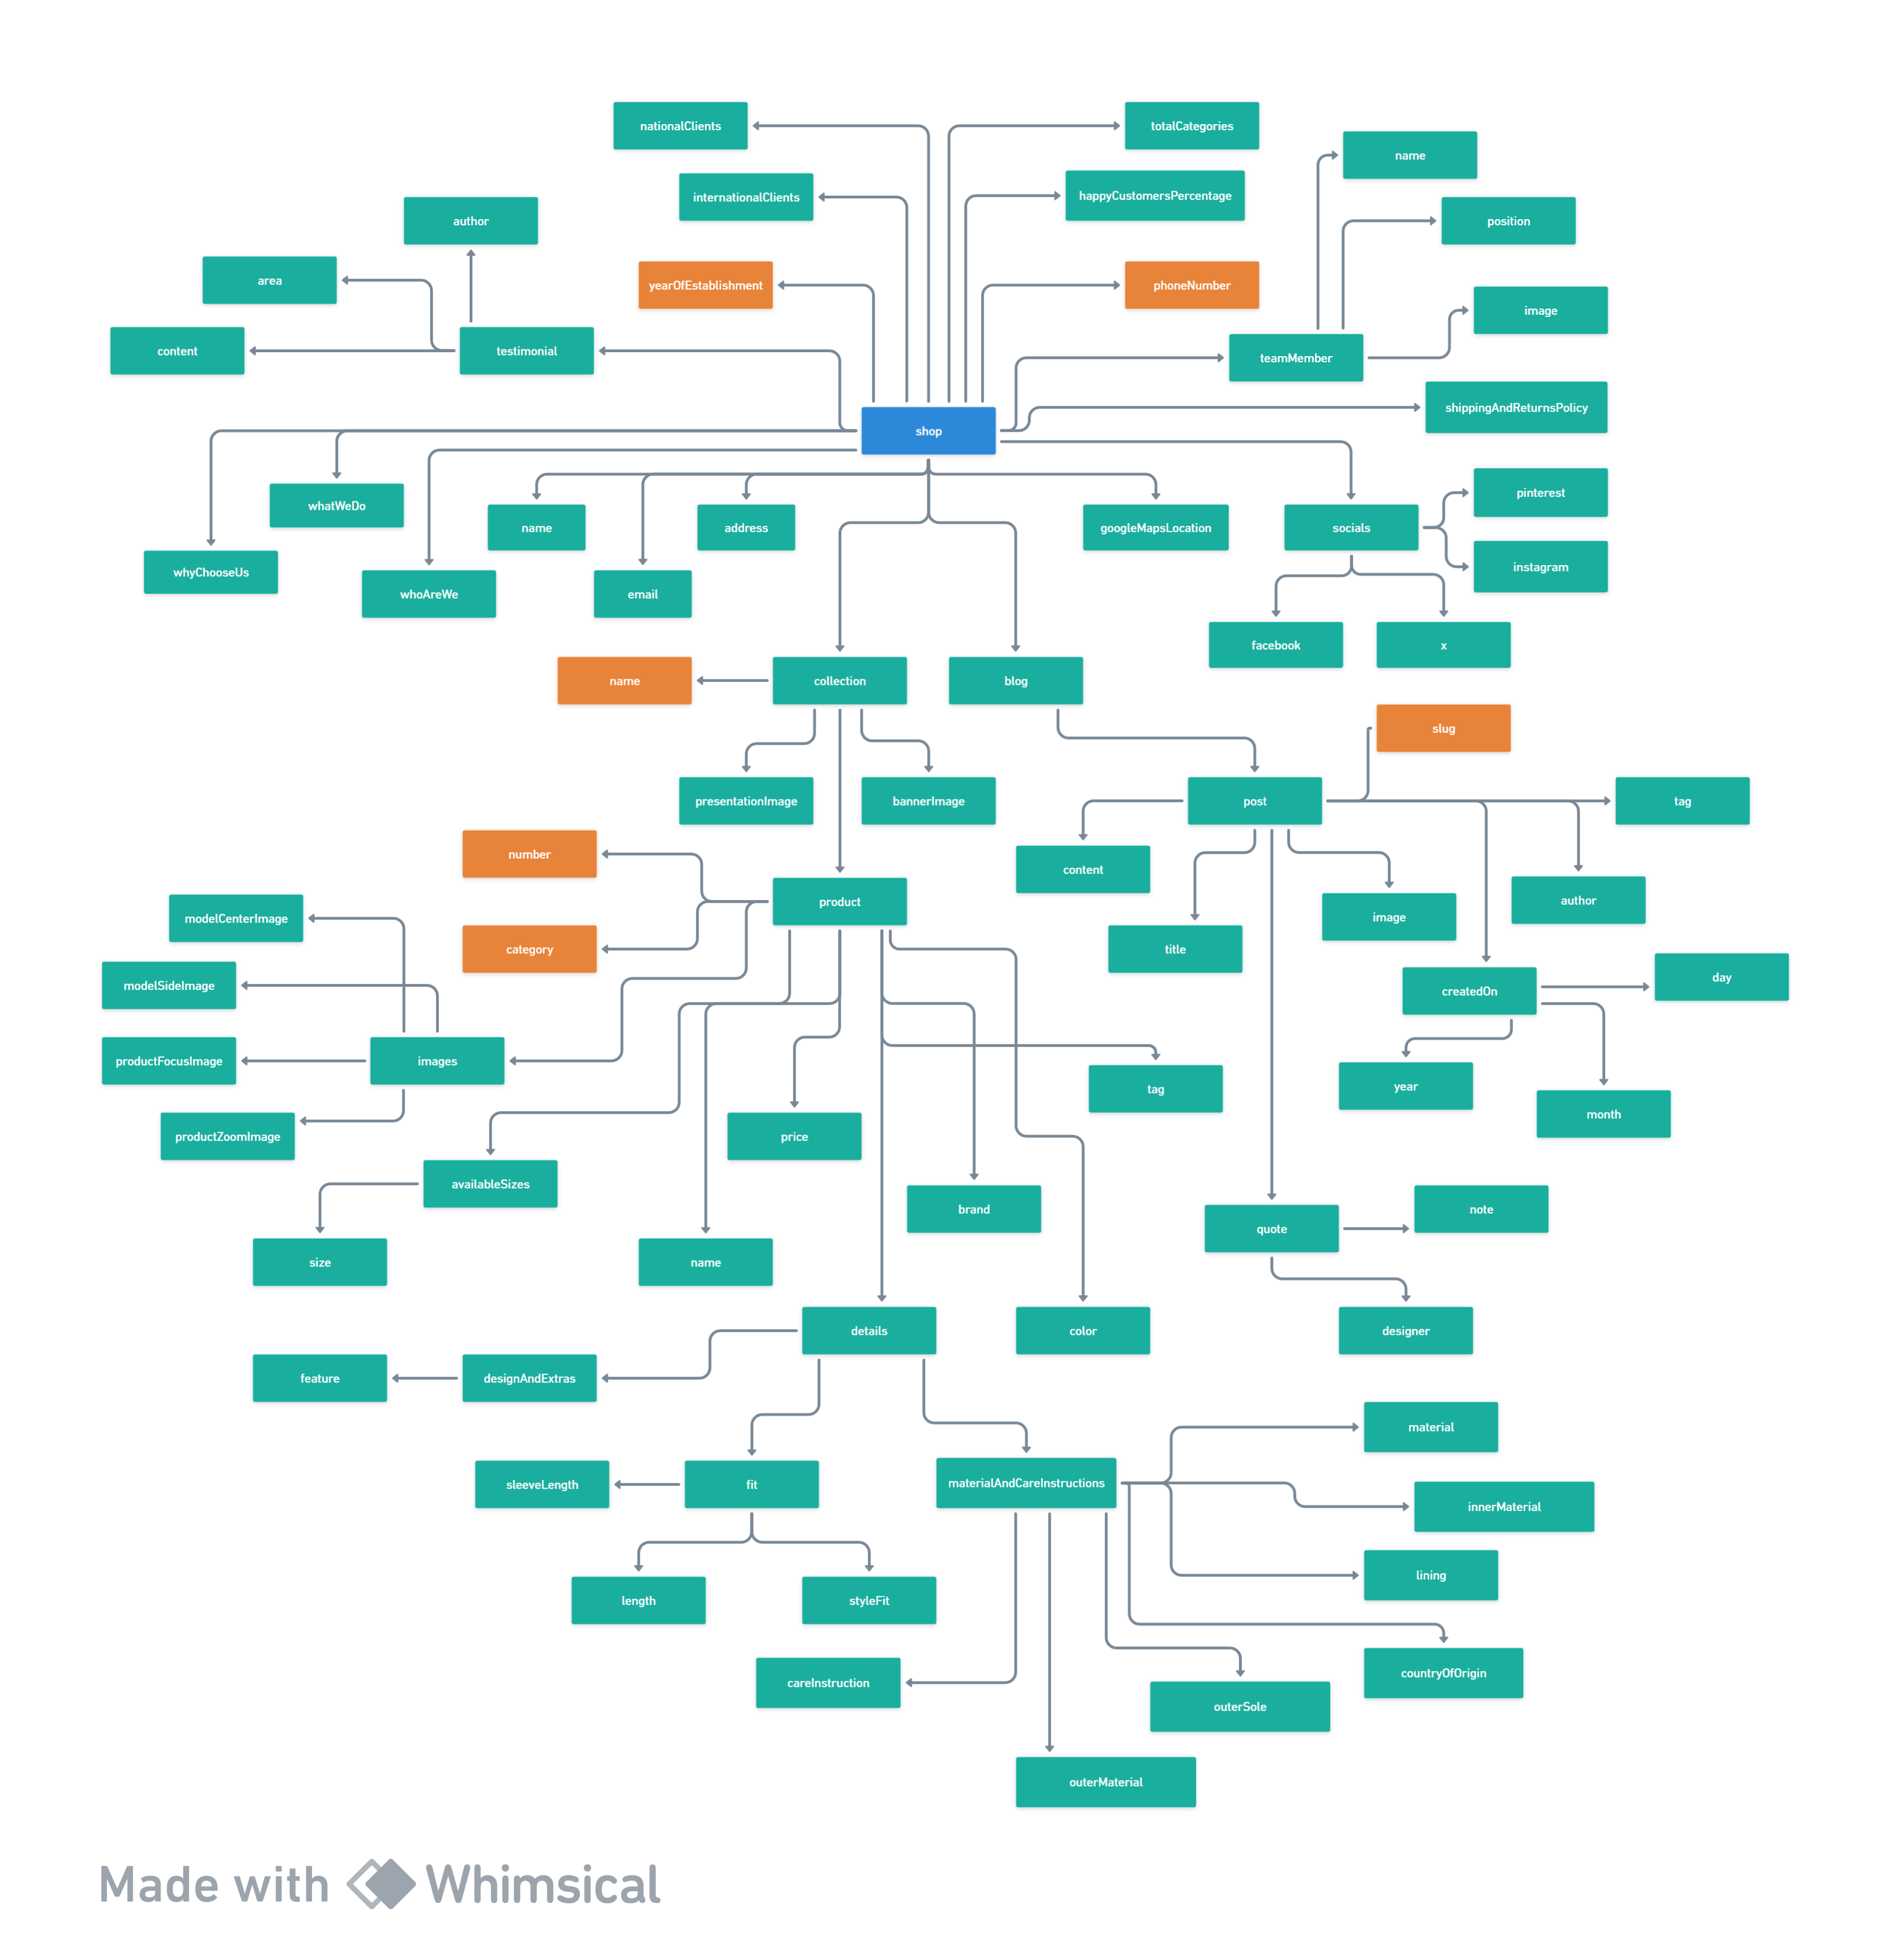 nationalClients
totalCategories
name
internationalClients
happyCustomersPercentage
author
position
area
yearOfEstablishment
phoneNumber
image
content
testimonial
teamMember
shippingAndReturnsPolicy
shop
pinterest
whatWeDo
name
address
googleMapsLocation
socials
instagram
whyChooseUs
whoAreWe
email
facebook
x
name
collection
blog
slug
presentationImage
bannerImage
post
tag
number
content
product
author
modelCenterImage
image
category
title
modelSideImage
day
createdOn
productFocusImage
images
year
tag
month
productZoomImage
price
availableSizes
brand
note
quote
size
name
details
color
designer
feature
designAndExtras
material
sleeveLength
fit
materialAndCareInstructions
innerMaterial
lining
length
styleFit
careInstruction
countryOfOrigin
outerSole
outerMaterial
Made with Whimsical